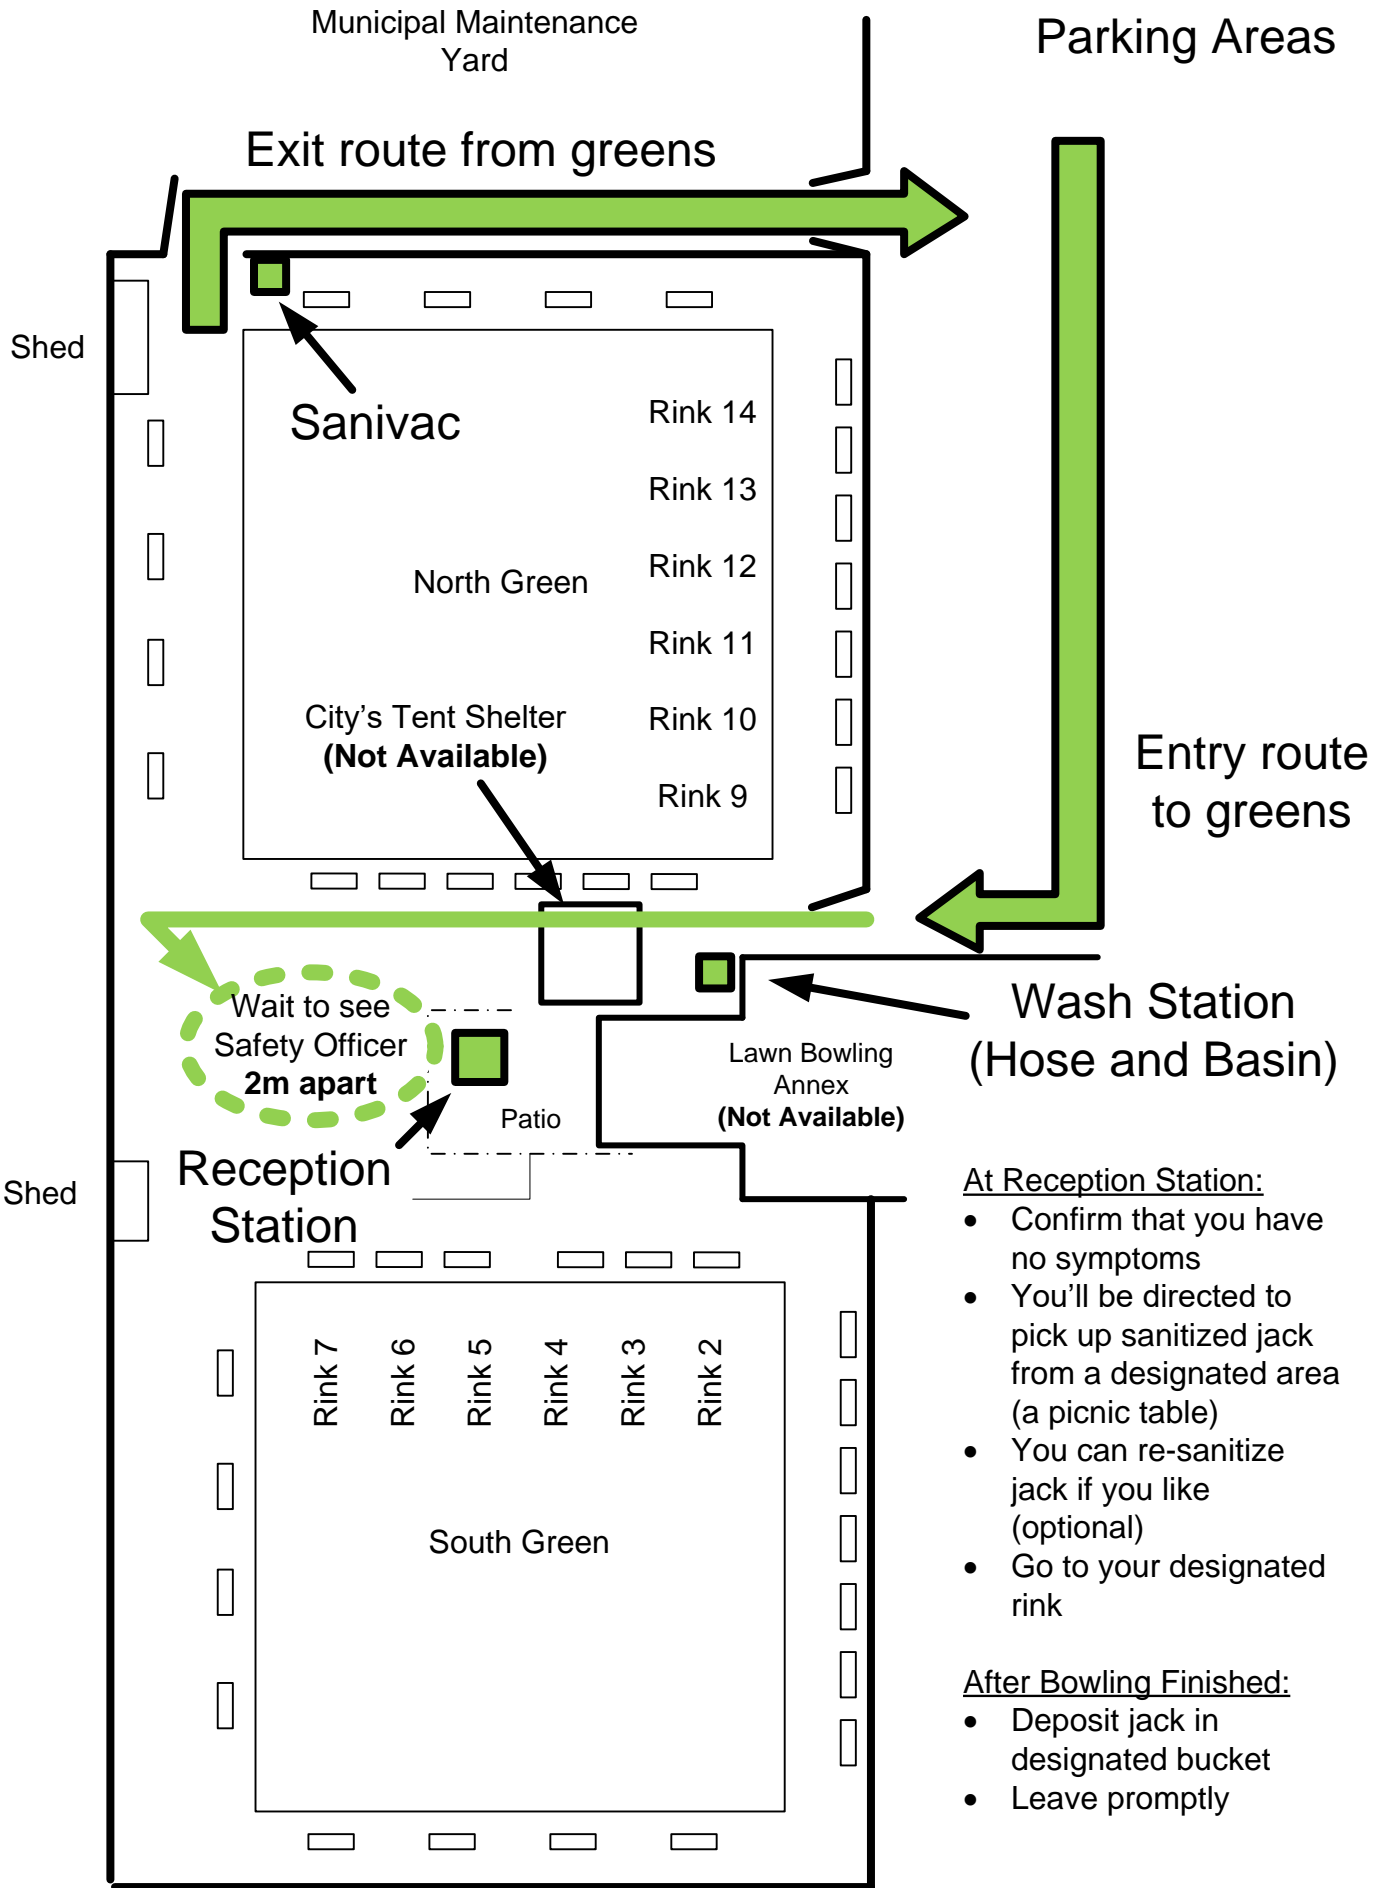 Municipal Maintenance
Yard
Parking Areas
Exit route from greens
Shed
Sanivac
Rink 14
Rink 13
Rink 12
North Green
Rink 11
City’s Tent Shelter
(Not Available)
Rink 10
Rink 9
Entry route
to greens
Wait to see
Safety Officer
2m apart
Wash Station
(Hose and Basin)
Lawn Bowling
Annex
(Not Available)
Patio
Reception
Station
Shed
Rink 7
Rink 6
Rink 5
Rink 4
Rink 3
Rink 2
South Green
At Reception Station:
• Confirm that you have
no symptoms
• You’ll be directed to
pick up sanitized jack
from a designated area
(a picnic table)
• You can re-sanitize
jack if you like
(optional)
• Go to your designated
rink
After Bowling Finished:
• Deposit jack in
designated bucket
• Leave promptly